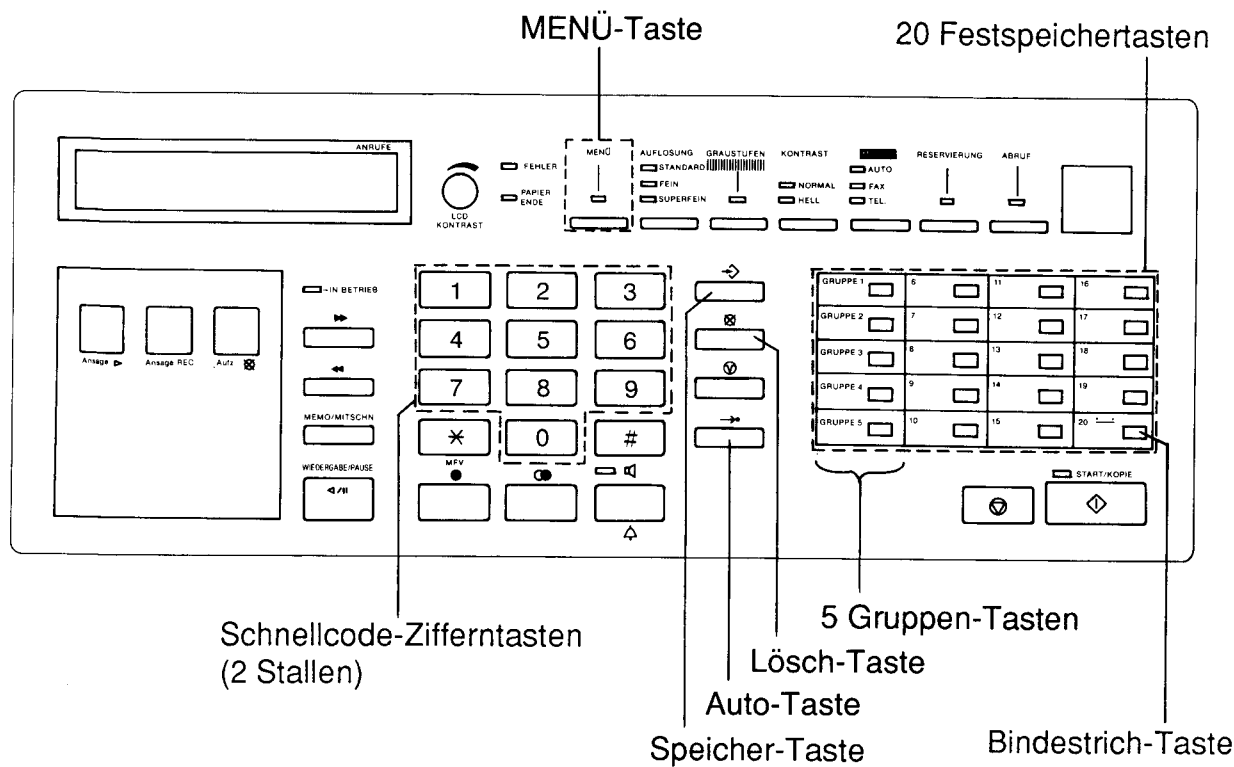 MENÜ-Taste
20 Festspeichertasten
ANRUFE
LCD
KONTRAST
FEHLER
PAPIER
ENDE
MENÜ
AUFLOSUNG
STANDARD
FEIN
SUPERFEIN
GRAUSTUFEN
KONTRAST
NORMAL
HELL
AUTO
FAX
TEL.
RESERVIERUNG
ABRUF
Ansage
Ansage REC
Aufz
IN BETRIEB
MEMO/MITSCHN
WIEDERGABE/PAUSE
1 2 3
4 5 6
7 8 9
* 0 #
MFV
GRUPPE 1 6 11 16
GRUPPE 2 7 12 17
GRUPPE 3 8 13 18
GRUPPE 4 9 14 19
GRUPPE 5 10 15 20
START/KOPIE
Schnellcode-Zifferntasten
(2 Stallen)
5 Gruppen-Tasten
Lösch-Taste
Auto-Taste
Speicher-Taste
Bindestrich-Taste